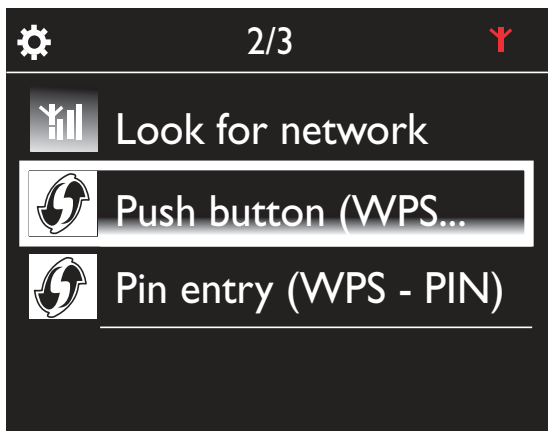 2/3
Look for network
Push button (WPS...
Pin entry (WPS - PIN)